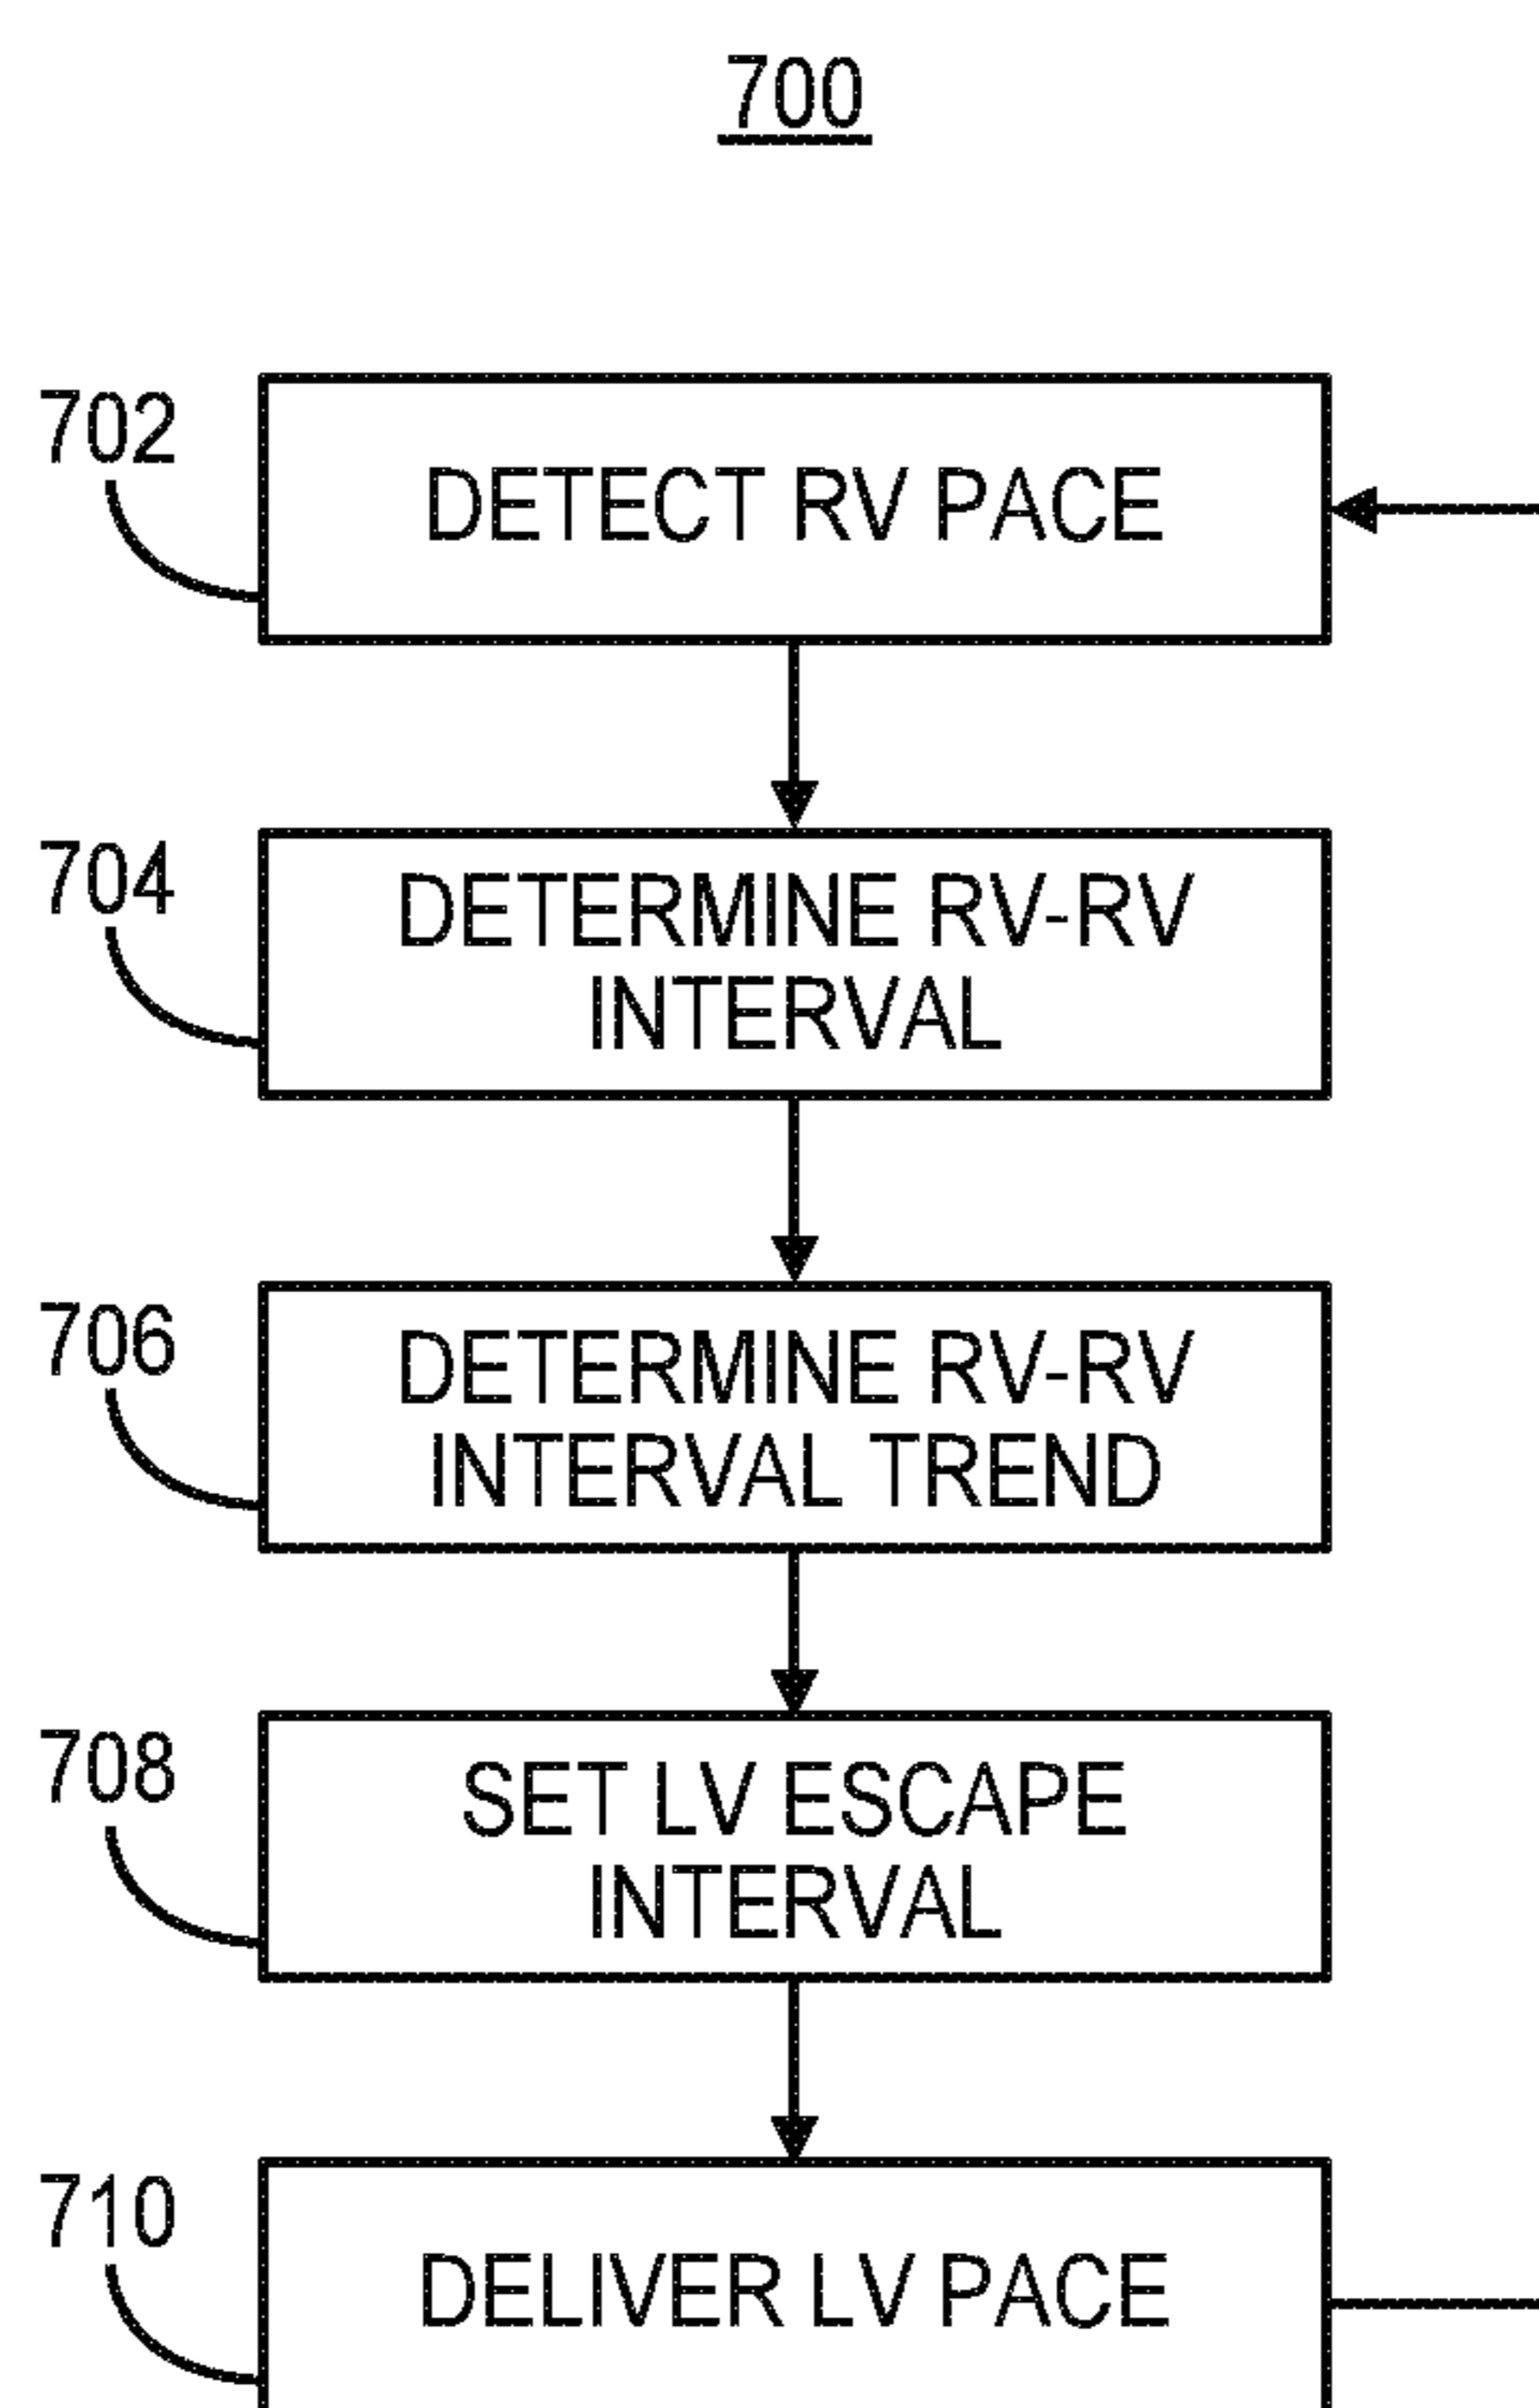 700
702
DETECT RV PACE
704
DETERMINE RV-RV
INTERVAL
706
DETERMINE RV-RV
INTERVAL TREND
708
SET LV ESCAPE
INTERVAL
710
DELIVER LV PACE